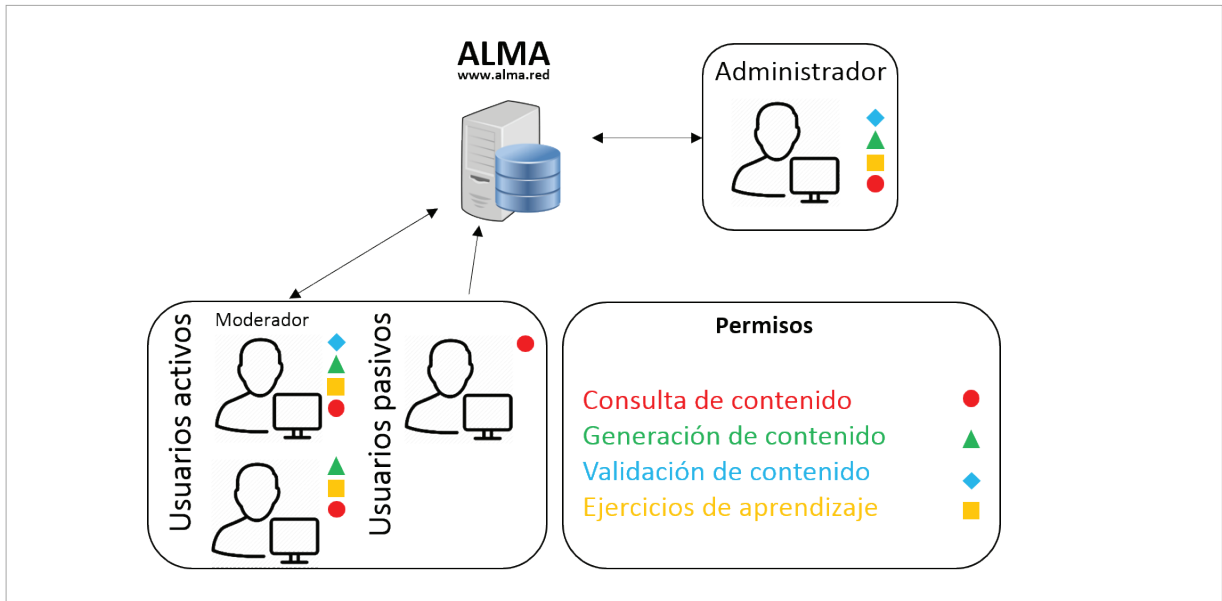 ALMA
www.alma.red
Administrador
Usuarios activos
Moderador
Usuarios pasivos
Permisos
Consulta de contenido
Generación de contenido
Validación de contenido
Ejercicios de aprendizaje